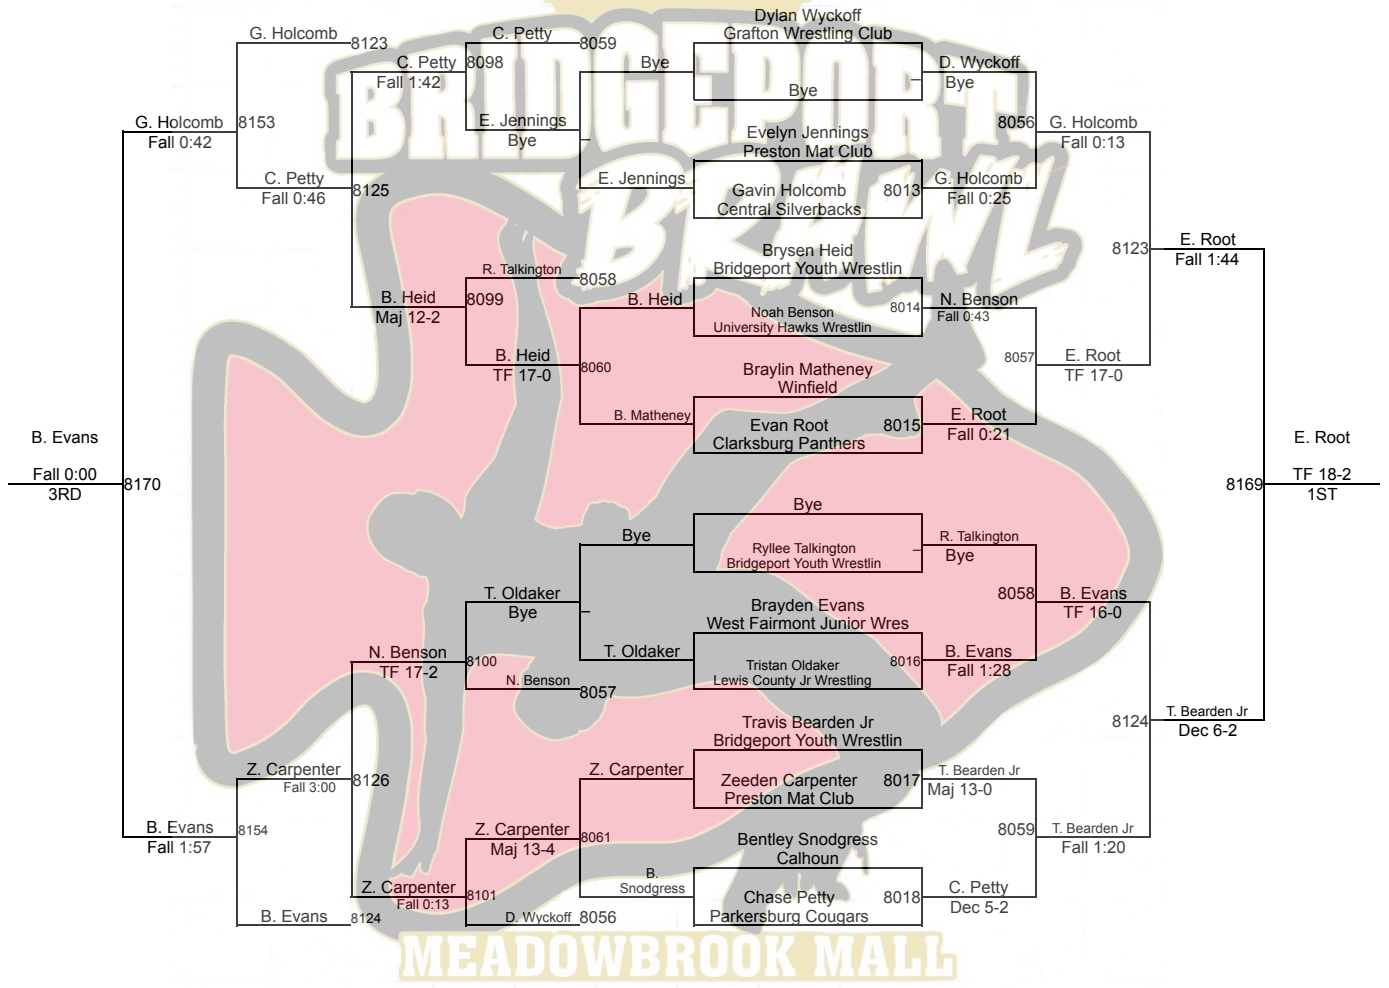 Dylan Wyckoff
G. Holcomb
8123
C. Petty
8059
Grafton Wrestling Club
C. Petty
8098
Bye
D. Wyckoff
Fall 1:42
Bye
Bye
BRIDGEPORT
G. Holcomb
8153
E. Jennings
Evelyn Jennings
8056
G. Holcomb
Fall 0:42
Bye
Preston Mat Club
Fall 0:13
C. Petty
8125
E. Jennings
Gavin Holcomb
8013
G. Holcomb
Fall 0:46
Central Silverbacks
Fall 0:25
BRAWL
Brysen Heid
8123
E. Root
R. Talkington
8058
Bridgeport Youth Wrestlin
Fall 1:44
B. Heid
8099
B. Heid
Noah Benson
8014
N. Benson
Maj 12-2
University Hawks Wrestlin
Fall 0:43
B. Heid
8060
Braylin Matheney
8057
E. Root
TF 17-0
Winfield
TF 17-0
B. Matheney
Evan Root
8015
E. Root
Clarksburg Panthers
Fall 0:21
B. Evans
E. Root
Fall 0:00
8170
8169
TF 18-2
3RD
1ST
Bye
Bye
Ryllee Talkington
R. Talkington
Bridgeport Youth Wrestlin
Bye
T. Oldaker
Brayden Evans
8058
B. Evans
Bye
West Fairmont Junior Wres
TF 16-0
N. Benson
8100
T. Oldaker
Tristan Oldaker
8016
B. Evans
TF 17-2
N. Benson
8057
Lewis County Jr Wrestling
Fall 1:28
Travis Bearden Jr
8124
T. Bearden Jr
Bridgeport Youth Wrestlin
Dec 6-2
Z. Carpenter
8126
Z. Carpenter
Zeeden Carpenter
8017
T. Bearden Jr
Fall 3:00
Preston Mat Club
Maj 13-0
B. Evans
8154
Z. Carpenter
8061
Bentley Snodgress
8059
T. Bearden Jr
Fall 1:57
Maj 13-4
Calhoun
Fall 1:20
Z. Carpenter
8101
B.
Snodgress
Chase Petty
8018
C. Petty
Fall 0:13
Parkersburg Cougars
Dec 5-2
B. Evans
8124
D. Wyckoff
8056
MEADOWBROOK MALL